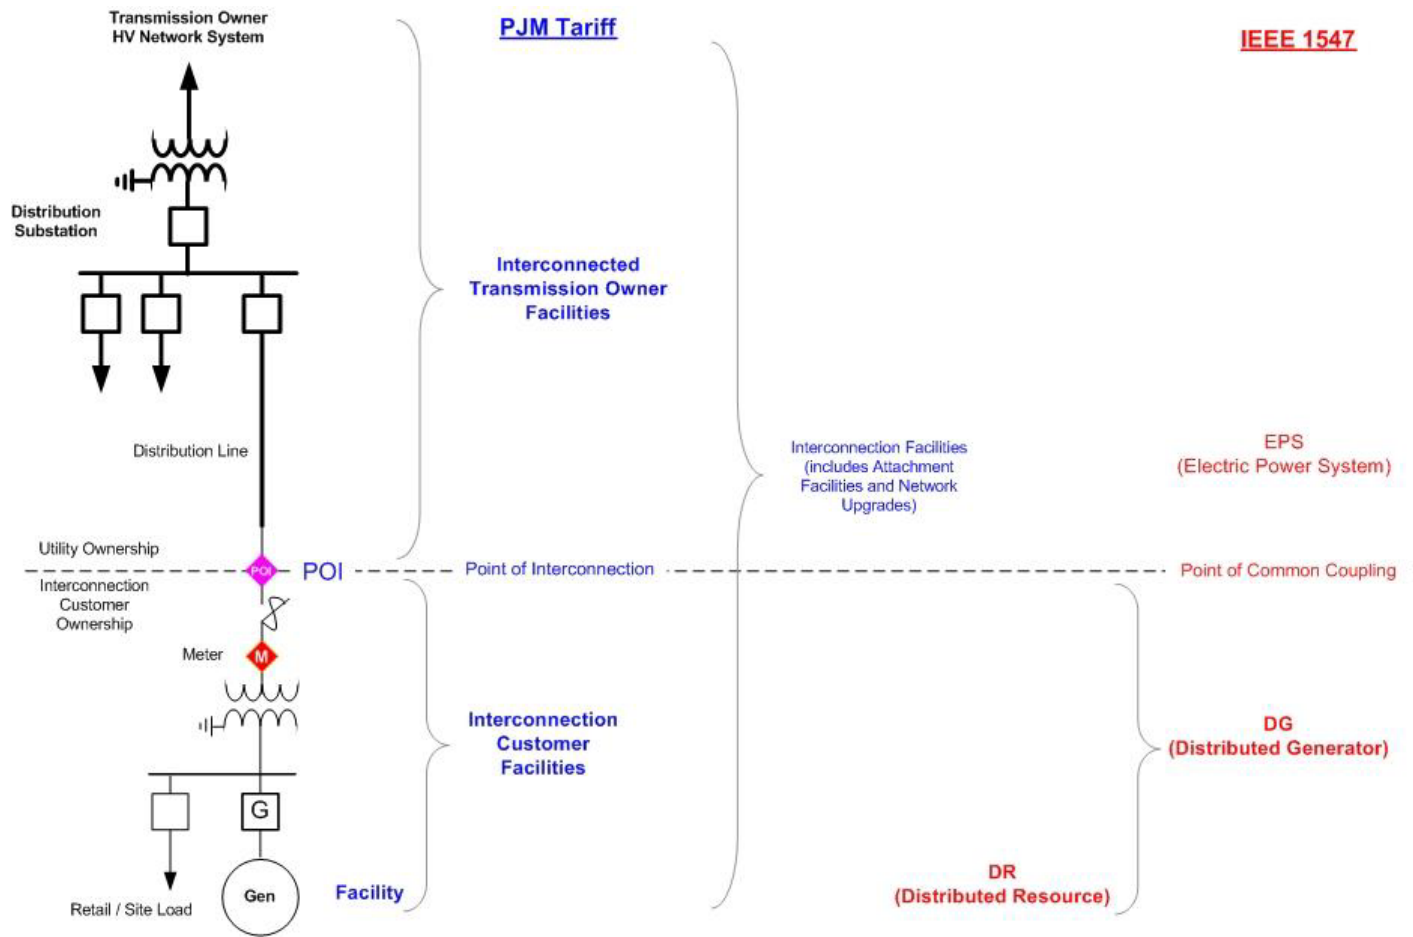 Transmission Owner
HV Network System
PJM Tariff
IEEE 1547
Distribution
Substation
Interconnected
Transmission Owner
Facilities
Distribution Line
Interconnection Facilities
(includes Attachment
Facilities and Network
Upgrades)
EPS
(Electric Power System)
Utility Ownership
POI
POI
Point of Interconnection
Point of Common Coupling
Interconnection
Customer
Ownership
Meter
M
Interconnection
Customer
Facilities
DG
(Distributed Generator)
G
Gen
Facility
DR
(Distributed Resource)
Retail / Site Load